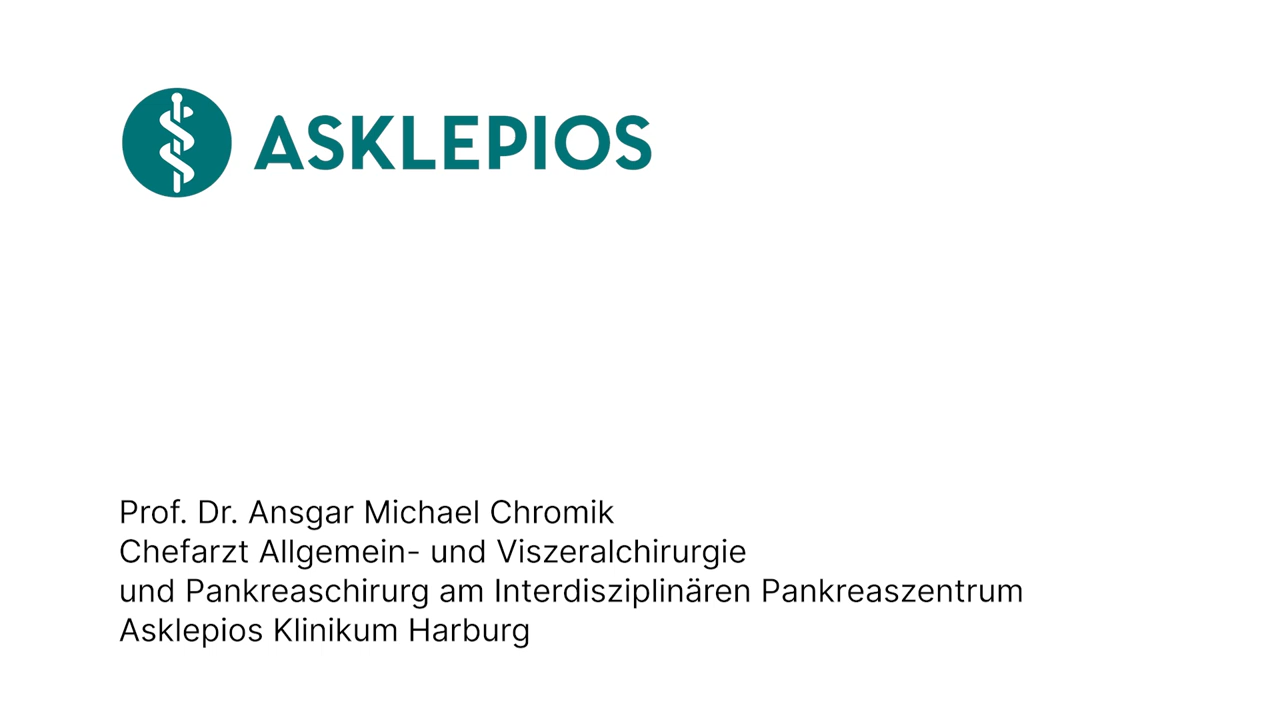 ASKLEPIOS
Prof. Dr. Ansgar Michael Chromik
Chefarzt Allgemein- und Viszeralchirurgie
und Pankreaschirurg am Interdisziplinären Pankreaszentrum
Asklepios Klinikum Harburg